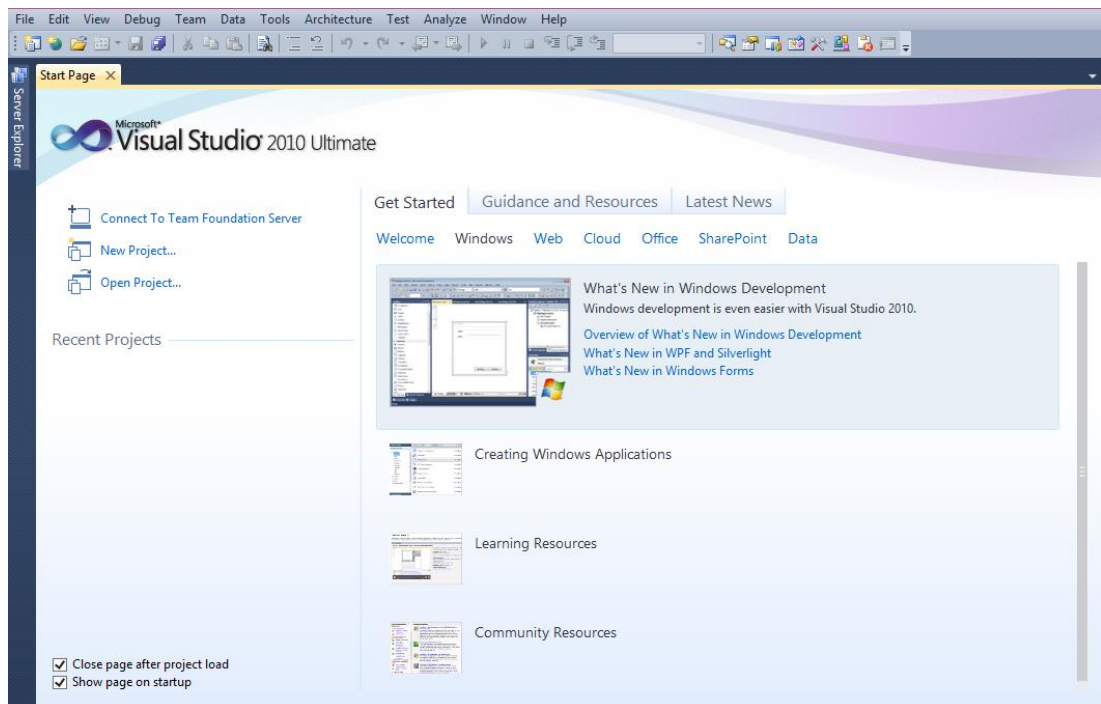 File Edit View Debug Team Data Tools Architecture Test Analyze Window Help
Start Page
Server Explorer
Microsoft®
Visual Studio® 2010 Ultimate
Connect To Team Foundation Server
New Project...
Open Project...
Recent Projects
Close page after project load
Show page on startup
Get Started Guidance and Resources Latest News
Welcome Windows Web Cloud Office SharePoint Data
What's New in Windows Development
Windows development is even easier with Visual Studio 2010.
Overview of What's New in Windows Development
What's New in WPF and Silverlight
What's New in Windows Forms
Creating Windows Applications
Learning Resources
Community Resources